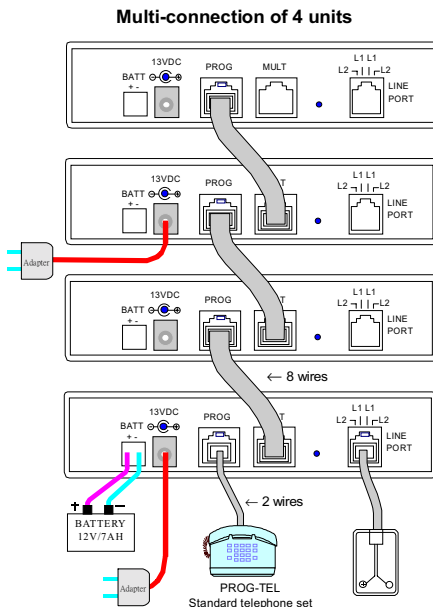 Multi-connection of 4 units
13VDC
BATT
+ -
PROG
MULT
L1 L1
L2 L2
LINE
PORT
13VDC
BATT
+ -
PROG
T
L1 L1
L2 L2
LINE
PORT
Adapter
13VDC
BATT
+ -
PROG
T
L1 L1
L2 L2
LINE
PORT
← 8 wires
13VDC
BATT
+ -
PROG
T
L1 L1
L2 L2
LINE
PORT
+ −
← 2 wires
BATTERY
12V/7AH
Adapter
PROG-TEL
Standard telephone set